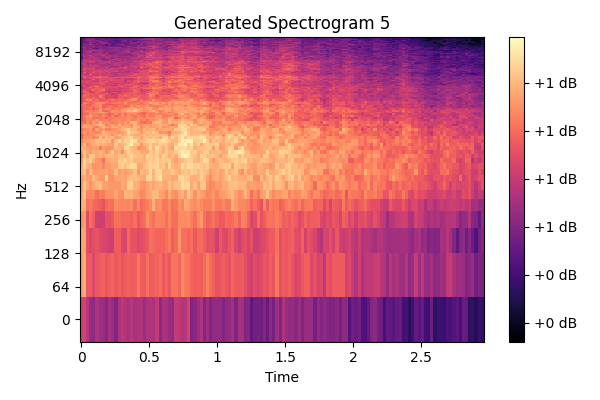 Generated Spectrogram 5
8192
4096
2048
1024
512
256
128
64
0
Hz
0
0.5
1
1.5
2
2.5
Time
+1 dB
+1 dB
+1 dB
+1 dB
+0 dB
+0 dB